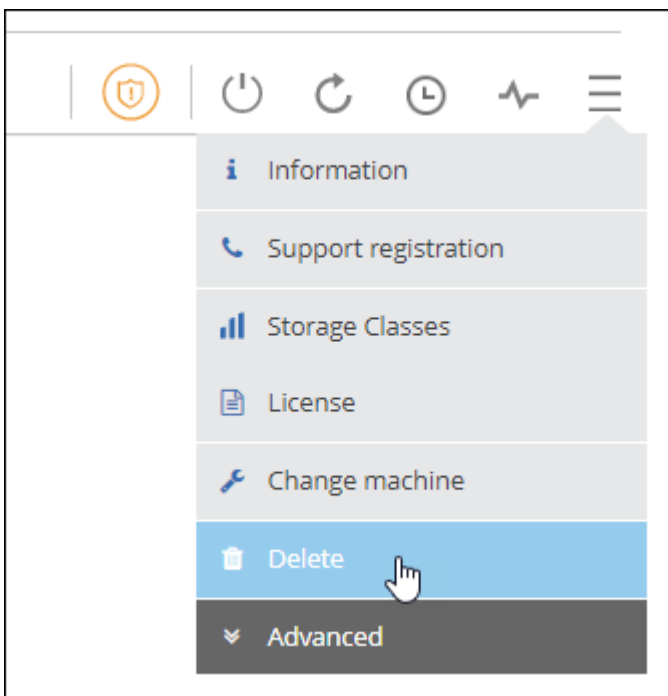 Information
Support registration
Storage Classes
License
Change machine
Delete
Advanced